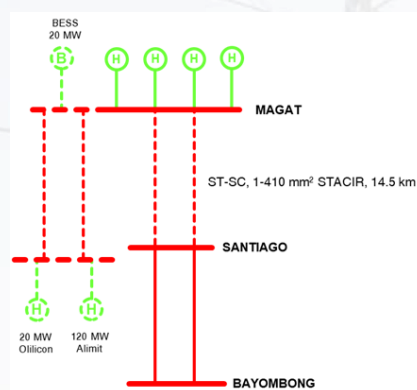 BESS
20 MW
B
H
H
H
H
MAGAT
ST-SC, 1-410 mm² STACIR, 14.5 km
SANTIAGO
H
H
20 MW
Olilicon
120 MW
Alimit
BAYOMBONG